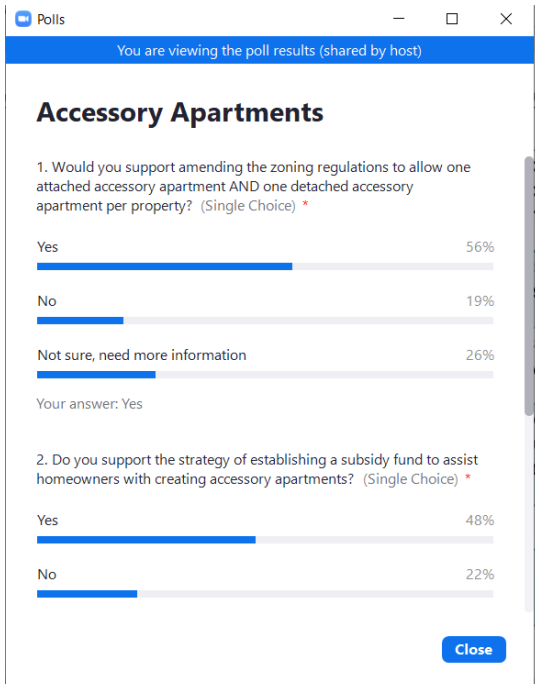 Polls
You are viewing the poll results (shared by host)
Accessory Apartments
1. Would you support amending the zoning regulations to allow one
attached accessory apartment AND one detached accessory
apartment per property? (Single Choice) *
Yes 56%
No 19%
Not sure, need more information 26%
Your answer: Yes
2. Do you support the strategy of establishing a subsidy fund to assist
homeowners with creating accessory apartments? (Single Choice) *
Yes 48%
No 22%
Close